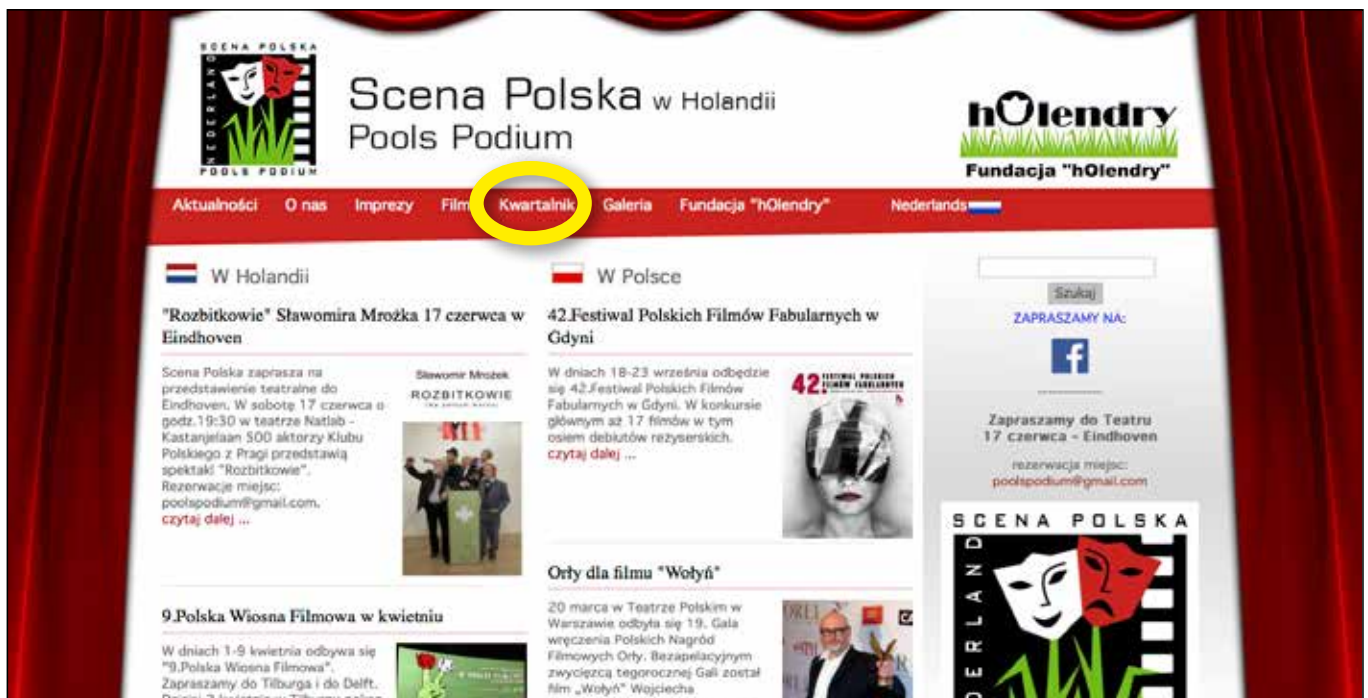 SCENA POLSKA
NEDERLAND
POOLS PODIUM
Scena Polska w Holandii
Pools Podium
hOlendry
Fundacja "hOlendry"
Aktualności O nas Imprezy Film Kwartalnik Galeria Fundacja "hOlendry" Nederlands
W Holandii
"Rozbitkowie" Sławomira Mrożka 17 czerwca w
Eindhoven
Scena Polska zaprasza na
przedstawienie teatralne do
Eindhoven. W sobotę 17 czerwca o
godz.19:30 w teatrze Natlab -
Kastanjelaan 500 aktorzy Klubu
Polskiego z Pragi przedstawią
spektakl "Rozbitkowie".
Rezerwacje miejsc:
poolspodium@gmail.com.
czytaj dalej ...
Sławomir Mrożek
ROZBITKOWIE
9.Polska Wiosna Filmowa w kwietniu
W dniach 1-9 kwietnia odbywa się
"9.Polska Wiosna Filmowa".
Zapraszamy do Tilburga i do Delft.
W Polsce
42.Festiwal Polskich Filmów Fabularnych w
Gdyni
W dniach 18-23 września odbędzie
się 42.Festiwal Polskich Filmów
Fabularnych w Gdyni. W konkursie
głównym aż 17 filmów w tym
osiem debiutów reżyserskich.
czytaj dalej ...
42 FESTIWAL POLSKICH
FILMÓW FABULARNYCH
Orły dla filmu "Wołyń"
20 marca w Teatrze Polskim w
Warszawie odbyła się 19. Gala
wręczenia Polskich Nagród
Filmowych Orły. Bezapelacyjnym
zwycięzcą tegorocznej Gali został
film „Wołyń" Wojciecha
Szukaj
ZAPRASZAMY NA:
f
------------
Zapraszamy do Teatru
17 czerwca - Eindhoven
rezerwacja miejsc:
poolspodium@gmail.com
SCENA POLSKA